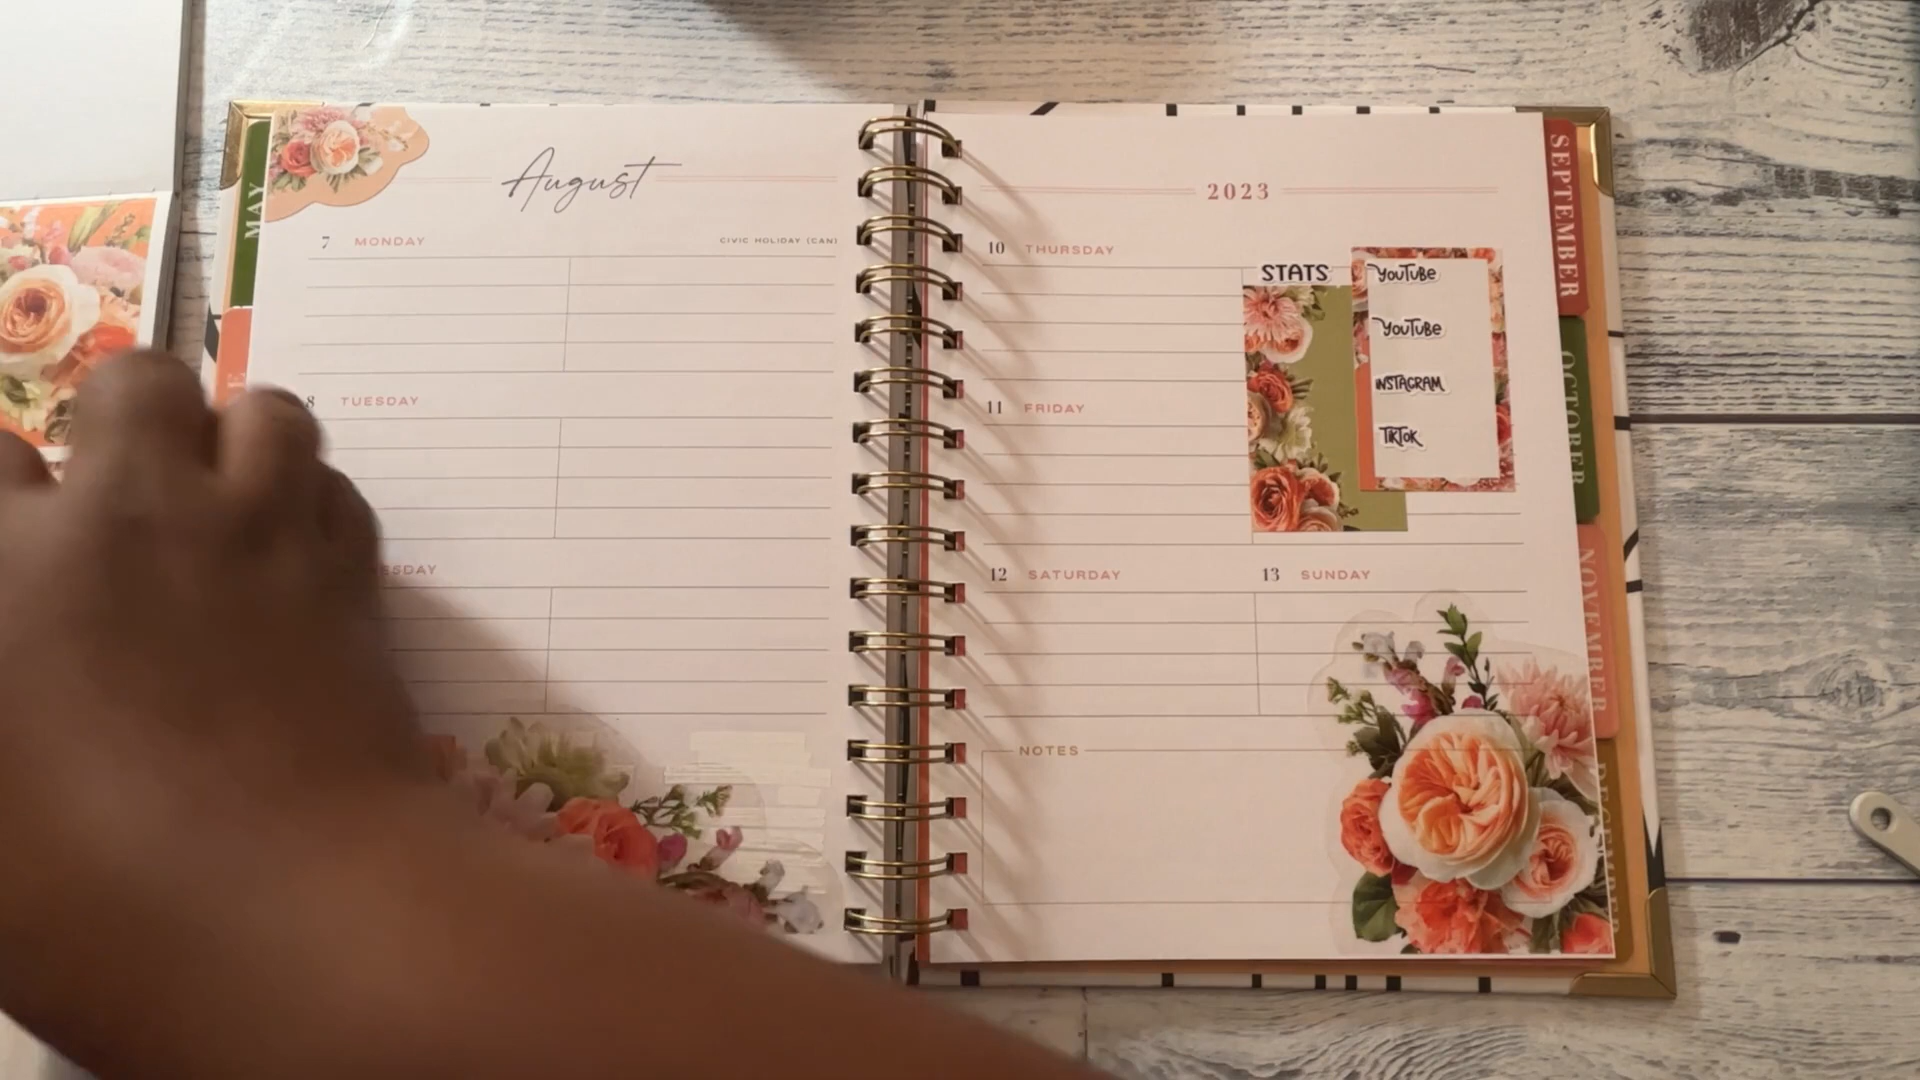 MAY
August
7 MONDAY CIVIC HOLIDAY (CAN)
8 TUESDAY
2023
10 THURSDAY
STATS
YOUTUBE
YOUTUBE
INSTAGRAM
TIKTOK
11 FRIDAY
12 SATURDAY
13 SUNDAY
NOTES
SEPTEMBER
OCTOBER
NOVEMBER
DECEMBER